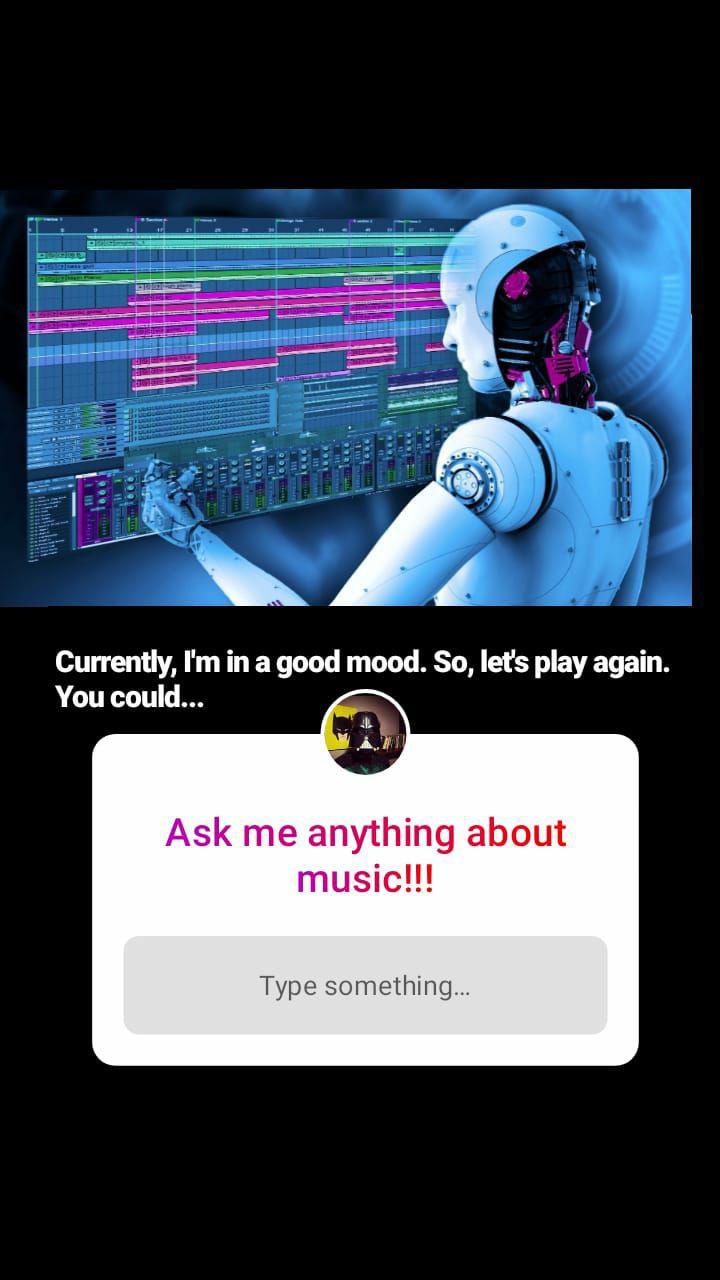 Currently, I'm in a good mood. So, let's play again.
You could...
Ask me anything about
music!!!
Type something...